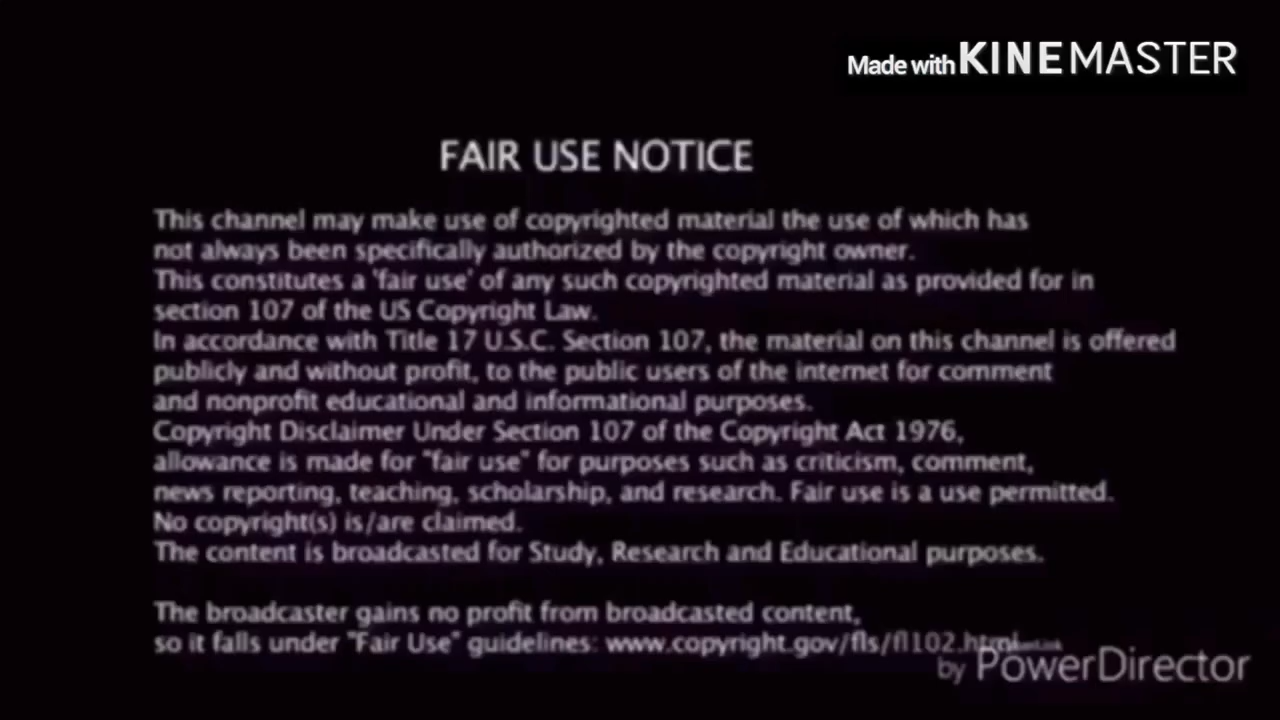 Made with KINEMASTER
FAIR USE NOTICE
This channel may make use of copyrighted material the use of which has
not always been specifically authorized by the copyright owner.
This constitutes a 'fair use' of any such copyrighted material as provided for in
section 107 of the US Copyright Law.
In accordance with Title 17 U.S.C. Section 107, the material on this channel is offered
publicly and without profit, to the public users of the internet for comment
and nonprofit educational and informational purposes.
Copyright Disclaimer Under Section 107 of the Copyright Act 1976,
allowance is made for "fair use" for purposes such as criticism, comment,
news reporting, teaching, scholarship, and research. Fair use is a use permitted.
No copyright(s) is/are claimed.
The content is broadcasted for Study, Research and Educational purposes.
The broadcaster gains no profit from broadcasted content,
so it falls under "Fair Use" guidelines: www.copyright.gov/fls/fl102.html
by PowerDirector